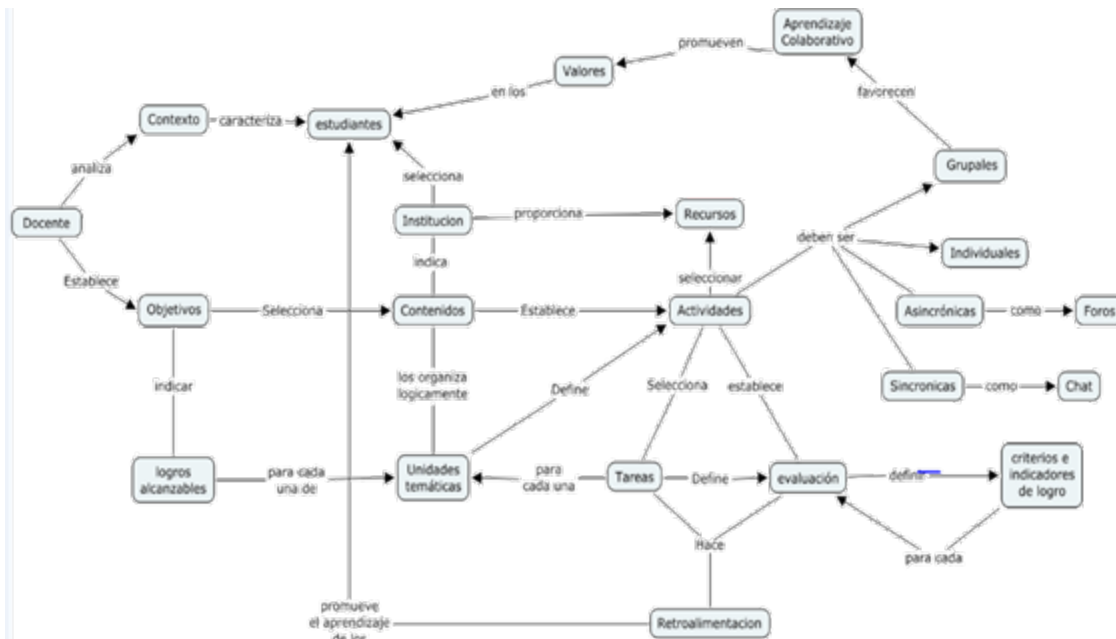 Aprendizaje
Colaborativo
promueven
Valores
en los
favorecen
Contexto
caracteriza
estudiantes
analiza
selecciona
Grupales
Docente
Institucion
proporciona
Recursos
deben ser
Individuales
indica
seleccionar
Establece
Objetivos
Selecciona
Contenidos
Establece
Actividades
Asincrónicas
como
Foros
indicar
los organiza
logicamente
Define
Selecciona
establece
Sincronicas
como
Chat
logros
alcanzables
para cada
una de
Unidades
temáticas
para
cada una
Tareas
Define
evaluación
define
criterios e
indicadores
de logro
Hace
para cada
promueve
el aprendizaje
de los
Retroalimentacion